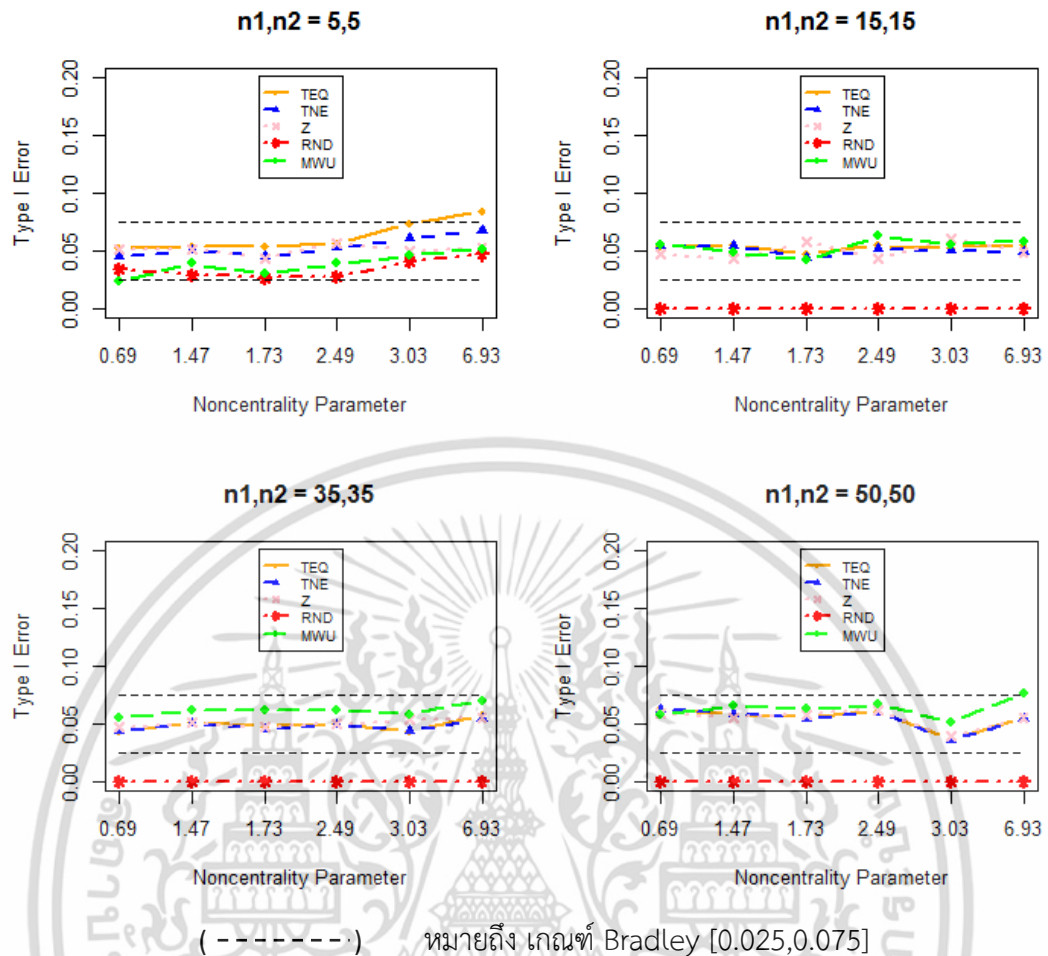 n1,n2 = 5,5
0.20
0.15
0.10
0.05
0.00
Type I Error
TEQ
TNE
Z
RND
MWU
0.69 1.47 1.73 2.49 3.03 6.93
Noncentrality Parameter
n1,n2 = 15,15
0.20
0.15
0.10
0.05
0.00
Type I Error
TEQ
TNE
Z
RND
MWU
0.69 1.47 1.73 2.49 3.03 6.93
Noncentrality Parameter
n1,n2 = 35,35
0.20
0.15
0.10
0.05
0.00
Type I Error
TEQ
TNE
Z
RND
MWU
0.69 1.47 1.73 2.49 3.03 6.93
Noncentrality Parameter
n1,n2 = 50,50
0.20
0.15
0.10
0.05
0.00
Type I Error
TEQ
TNE
Z
RND
MWU
0.69 1.47 1.73 2.49 3.03 6.93
Noncentrality Parameter
( - - - - - - - ) หมายถึง เกณฑ์ Bradley [0.025,0.075]